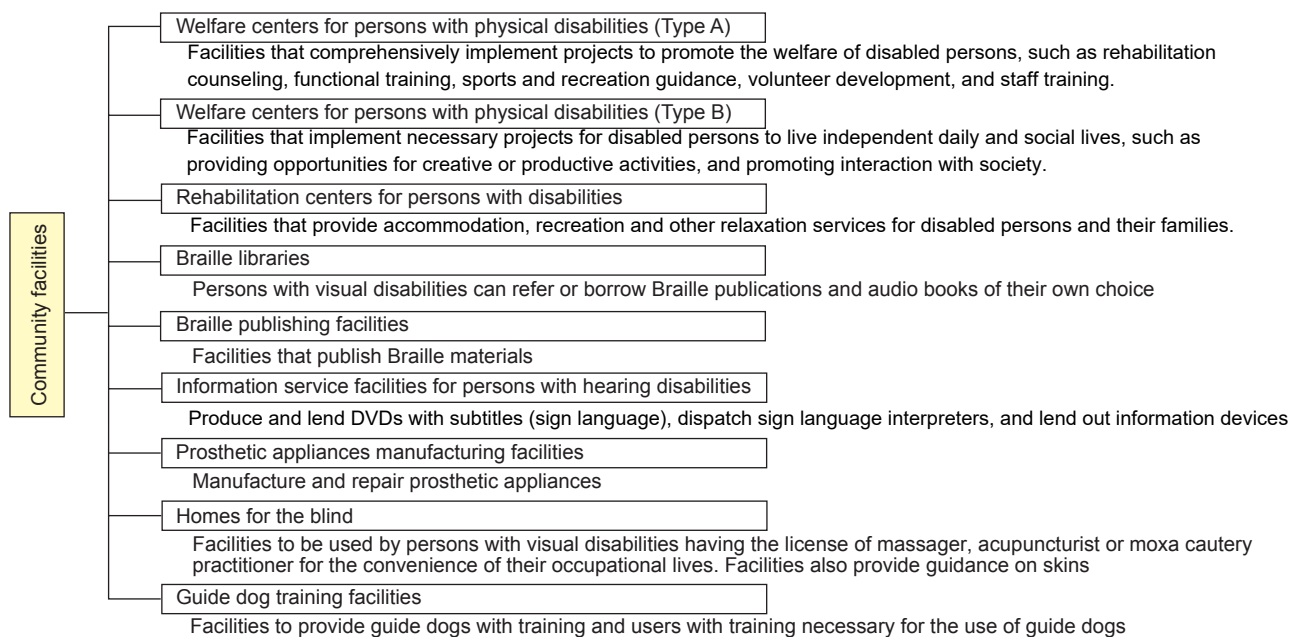 Community facilities
Welfare centers for persons with physical disabilities (Type A)
Facilities that comprehensively implement projects to promote the welfare of disabled persons, such as rehabilitation
counseling, functional training, sports and recreation guidance, volunteer development, and staff training.
Welfare centers for persons with physical disabilities (Type B)
Facilities that implement necessary projects for disabled persons to live independent daily and social lives, such as
providing opportunities for creative or productive activities, and promoting interaction with society.
Rehabilitation centers for persons with disabilities
Facilities that provide accommodation, recreation and other relaxation services for disabled persons and their families.
Braille libraries
Persons with visual disabilities can refer or borrow Braille publications and audio books of their own choice
Braille publishing facilities
Facilities that publish Braille materials
Information service facilities for persons with hearing disabilities
Produce and lend DVDs with subtitles (sign language), dispatch sign language interpreters, and lend out information devices
Prosthetic appliances manufacturing facilities
Manufacture and repair prosthetic appliances
Homes for the blind
Facilities to be used by persons with visual disabilities having the license of massager, acupuncturist or moxa cautery
practitioner for the convenience of their occupational lives. Facilities also provide guidance on skins
Guide dog training facilities
Facilities to provide guide dogs with training and users with training necessary for the use of guide dogs